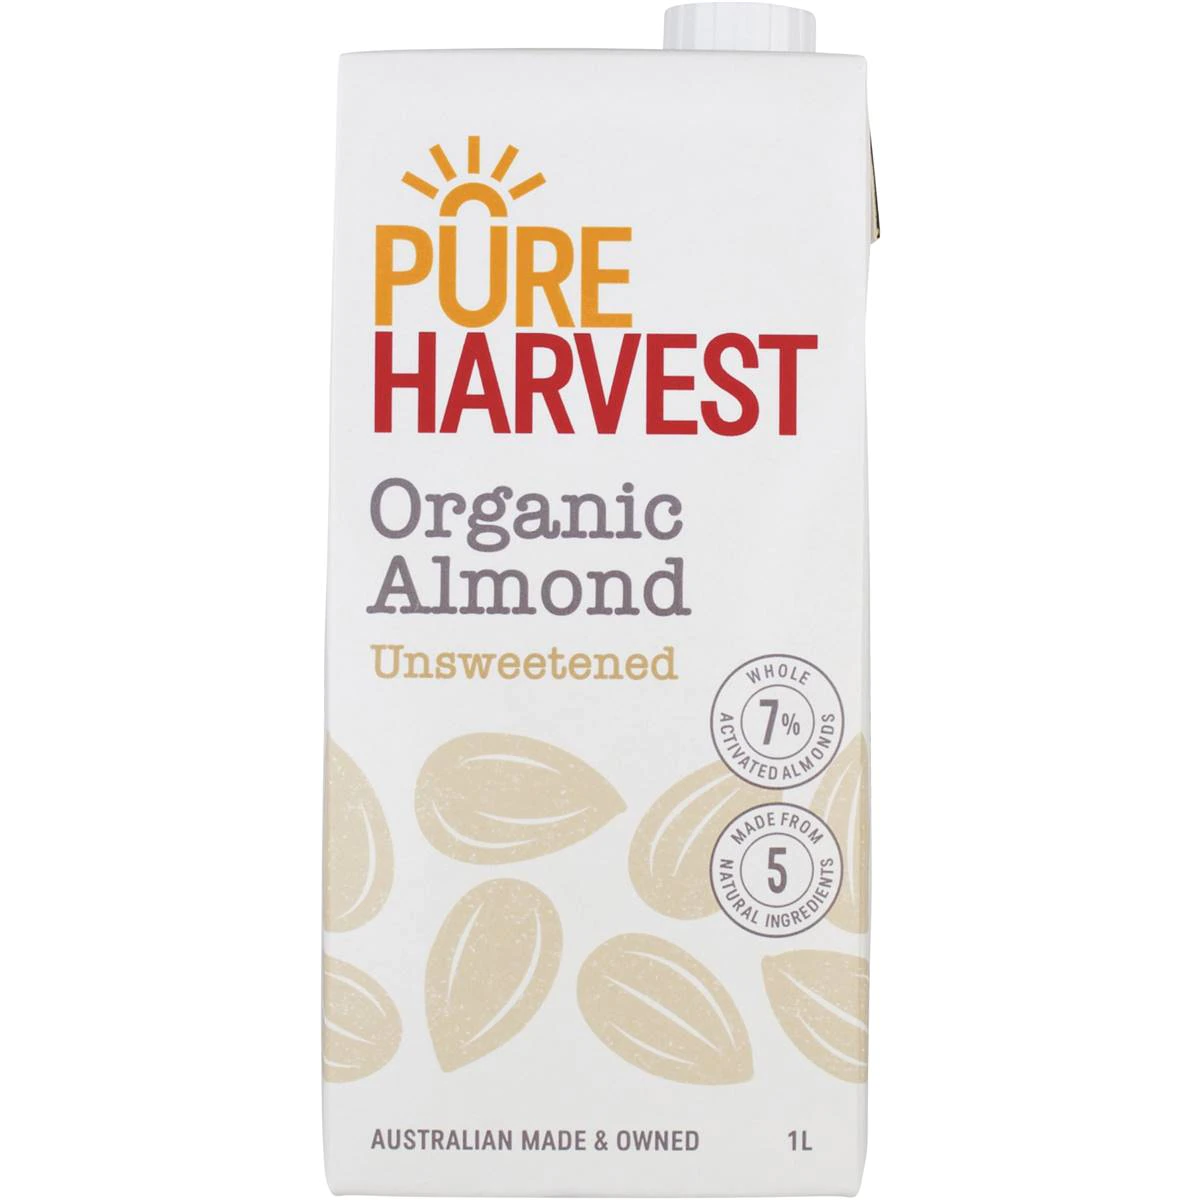 PURE
HARVEST
Organic
Almond
Unsweetened
WHOLE
7%
ACTIVATED ALMONDS
MADE FROM
5
NATURAL INGREDIENTS
AUSTRALIAN MADE & OWNED 1L